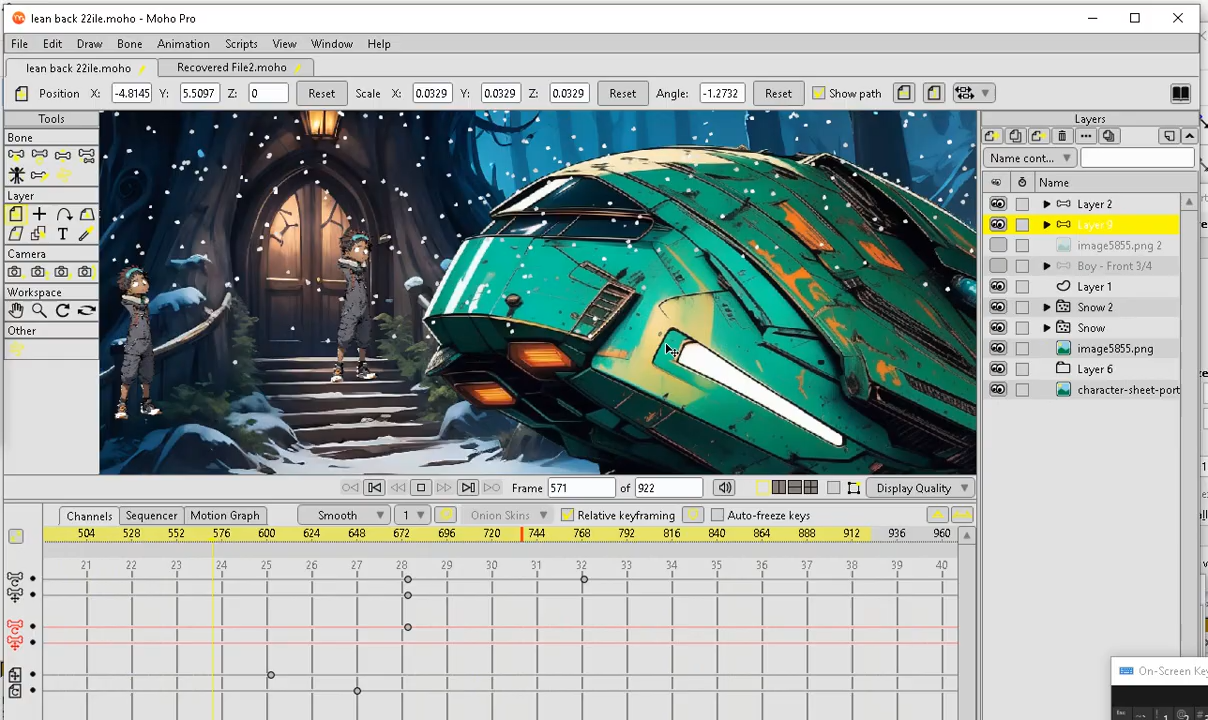 lean back 22ile.moho - Moho Pro
File Edit Draw Bone Animation Scripts View Window Help
lean back 22ile.moho Recovered File2.moho
Position X: -4.8145 Y: 5.5097 Z: 0 Reset Scale X: 0.0329 Y: 0.0329 Z: 0.0329 Reset Angle: -1.2732 Reset Show path
Tools
Bone
Layer
Camera
Workspace
Other
Layers
Name cont...
Name
Layer 2
Layer 9
image5855.png 2
Boy - Front 3/4
Layer 1
Snow 2
Snow
image5855.png
Layer 6
character-sheet-port
Frame 571 of 922 Display Quality
Channels Sequencer Motion Graph Smooth 1 Onion Skins Relative keyframing Auto-freeze keys
504 528 552 576 600 624 648 672 696 720 744 768 792 816 840 864 888 912 936 960
21 22 23 24 25 26 27 28 29 30 31 32 33 34 35 36 37 38 39 40
On-Screen Key